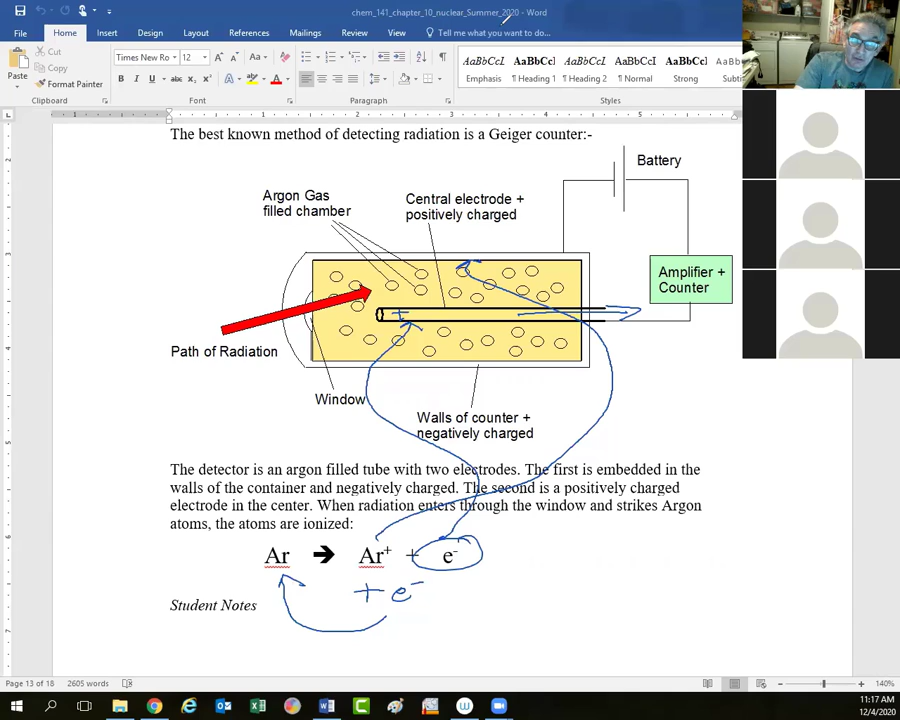 chem_141_chapter_10_nuclear_Summer_2020 - Word
File Home Insert Design Layout References Mailings Review View Tell me what you want to do...
Cut
Copy
Format Painter
Paste
Times New Ro 12
AaBbCcL AaBbCcl AaBbCcl AaBbCcL AaBbCcl
Emphasis ¶ Heading 1 ¶ Heading 2 ¶ Normal Strong
Clipboard Font Paragraph Styles
The best known method of detecting radiation is a Geiger counter:-
Battery
Argon Gas
filled chamber
Central electrode +
positively charged
Amplifier +
Counter
+
Path of Radiation
Window
Walls of counter +
negatively charged
The detector is an argon filled tube with two electrodes. The first is embedded in the
walls of the container and negatively charged. The second is a positively charged
electrode in the center. When radiation enters through the window and strikes Argon
atoms, the atoms are ionized:
Ar → Ar⁺ + e⁻
+ e⁻
Student Notes
Page 13 of 18 2605 words 140%
11:17 AM
12/4/2020